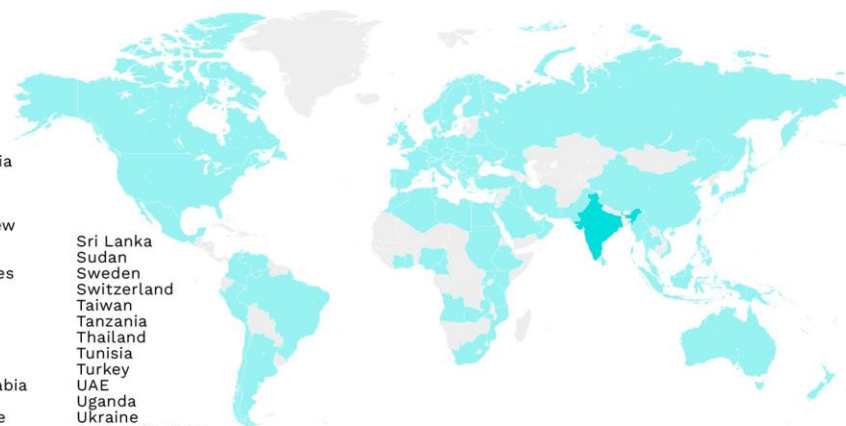 Sri Lanka
Sudan
Sweden
Switzerland
Taiwan
Tanzania
Thailand
Tunisia
Turkey
UAE
Uganda
Ukraine